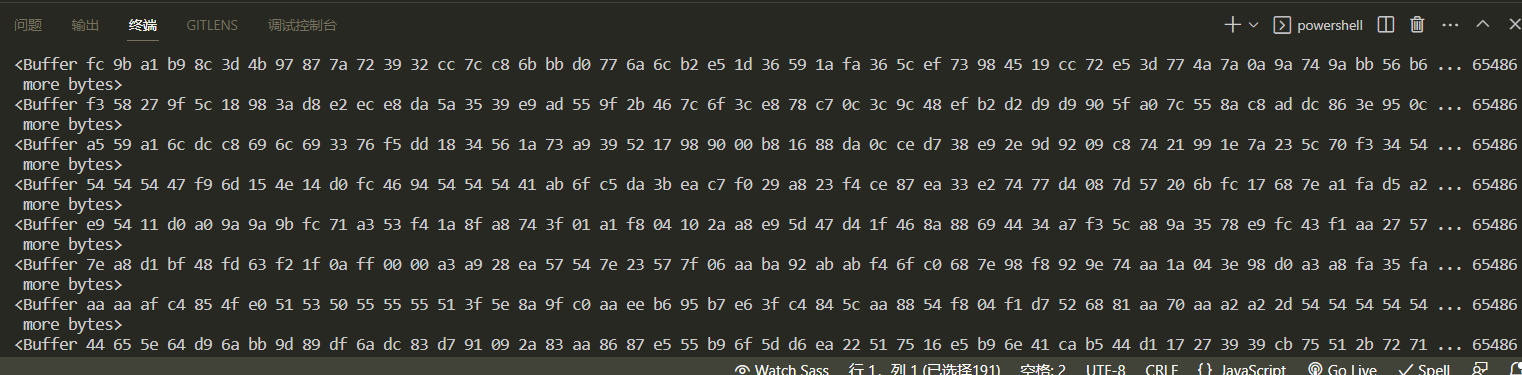 问题 输出 终端 GITLENS 调试控制台 powershell
<Buffer fc 9b a1 b9 8c 3d 4b 97 87 7a 72 39 32 cc 7c c8 6b bb d0 77 6a 6c b2 e5 1d 36 59 1a fa 36 5c ef 73 98 45 19 cc 72 e5 3d 77 4a 7a 0a 9a 74 9a bb 56 b6 ... 65486
more bytes>
<Buffer f3 58 27 9f 5c 18 98 3a d8 e2 ec e8 da 5a 35 39 e9 ad 55 9f 2b 46 7c 6f 3c e8 78 c7 0c 3c 9c 48 ef b2 d2 d9 d9 90 5f a0 7c 55 8a c8 ad dc 86 3e 95 0c ... 65486
more bytes>
<Buffer a5 59 a1 6c dc c8 69 6c 69 33 76 f5 dd 18 34 56 1a 73 a9 39 52 17 98 90 00 b8 16 88 da 0c ce d7 38 e9 2e 9d 92 09 c8 74 21 99 1e 7a 23 5c 70 f3 34 54 ... 65486
more bytes>
<Buffer 54 54 54 47 f9 6d 15 4e 14 d0 fc 46 94 54 54 54 41 ab 6f c5 da 3b ea c7 f0 29 a8 23 f4 ce 87 ea 33 e2 74 77 d4 08 7d 57 20 6b fc 17 68 7e a1 fa d5 a2 ... 65486
more bytes>
<Buffer e9 54 11 d0 a0 9a 9a 9b fc 71 a3 53 f4 1a 8f a8 74 3f 01 a1 f8 04 10 2a a8 e9 5d 47 d4 1f 46 8a 88 69 44 34 a7 f3 5c a8 9a 35 78 e9 fc 43 f1 aa 27 57 ... 65486
more bytes>
<Buffer 7e a8 d1 bf 48 fd 63 f2 1f 0a ff 00 00 a3 a9 28 ea 57 54 7e 23 57 7f 06 aa ba 92 ab ab f4 6f c0 68 7e 98 f8 92 9e 74 aa 1a 04 3e 98 d0 a3 a8 fa 35 fa ... 65486
more bytes>
<Buffer aa aa af c4 85 4f e0 51 53 50 55 55 55 55 51 3f 5e 8a 9f c0 aa ee b6 95 b7 e6 3f c4 84 5c aa 88 54 f8 04 f1 d7 52 68 81 aa 70 aa a2 a2 2d 54 54 54 54 54 ... 65486
more bytes>
<Buffer 44 65 5e 64 d9 6a bb 9d 89 df 6a dc 83 d7 91 09 2a 83 aa 86 87 e5 55 b9 6f 5d d6 ea 22 51 75 16 e5 b9 6e 41 ca b5 44 d1 17 27 39 39 cb 75 51 2b 72 71 ... 65486
Watch Sass 行 1，列 1 (已选择191) 空格: 2 UTF-8 CRLF {} JavaScript Go Live Spell